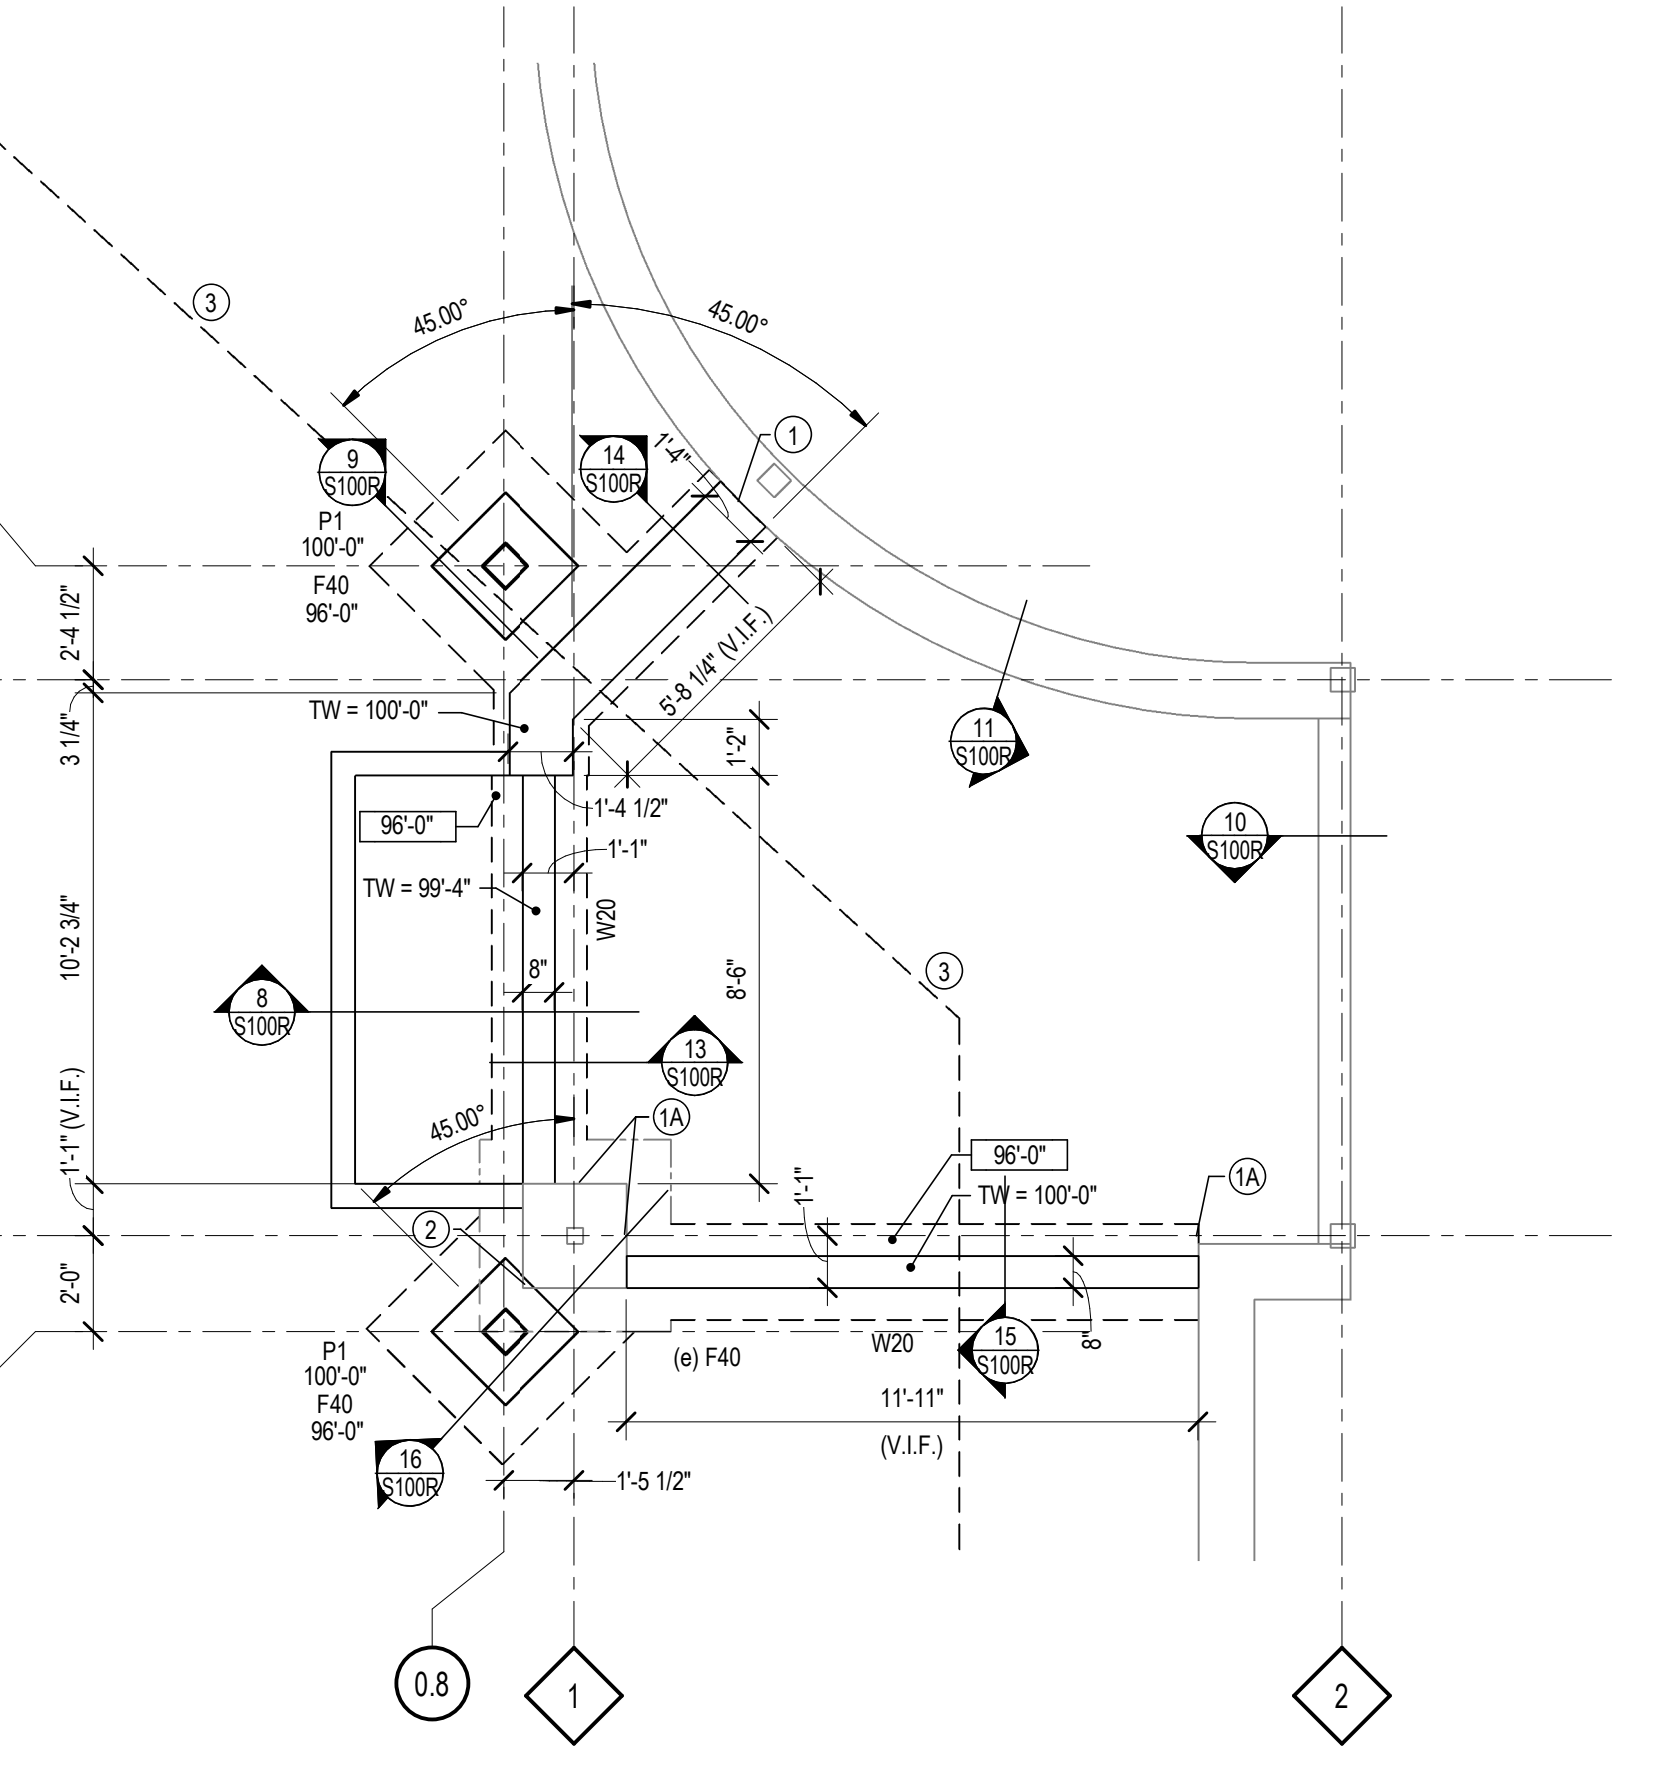 3
45.00°
45.00°
1
1'-4"
9
S100R
14
S100R
P1
100'-0"
F40
96'-0"
2'-4 1/2"
5'-8 1/4" (V.I.F.)
TW = 100'-0"
3 1/4"
1'-2"
11
S100R
96'-0"
1'-4 1/2"
10
S100R
1'-1"
TW = 99'-4"
W20
10'-2 3/4"
8"
8'-6"
3
8
S100R
13
S100R
45.00°
1A
1'-1" (V.I.F.)
96'-0"
1'-1"
TW = 100'-0"
1A
2
2'-0"
P1
100'-0"
F40
96'-0"
(e) F40
W20
15
S100R
8"
11'-11"
(V.I.F.)
16
S100R
1'-5 1/2"
0.8
1
2